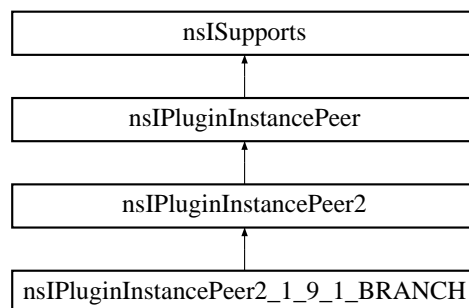 nsISupports
nsIPluginInstancePeer
nsIPluginInstancePeer2
nsIPluginInstancePeer2_1_9_1_BRANCH